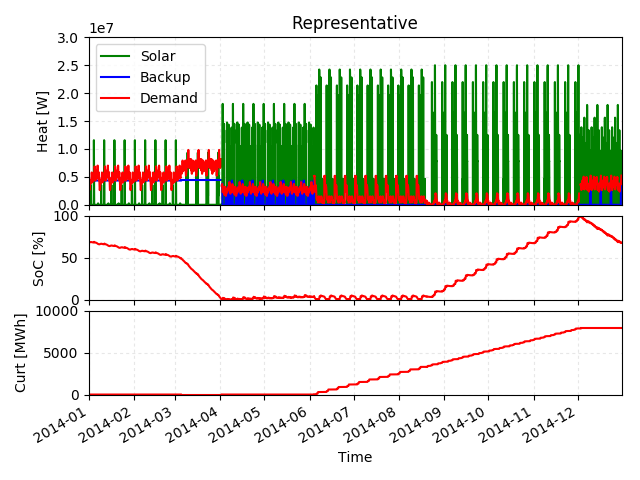 Representative
1e7
3.0
2.5
2.0
1.5
1.0
0.5
0.0
Heat [W]
Solar
Backup
Demand
100
50
0
SoC [%]
10000
5000
0
Curt [MWh]
2014-01 2014-02 2014-03 2014-04 2014-05 2014-06 2014-07 2014-08 2014-09 2014-10 2014-11 2014-12
Time